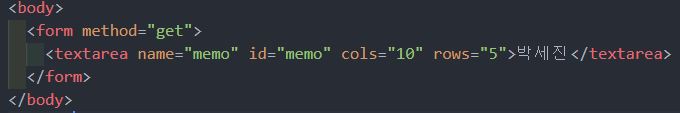 <body>
<form method="get">
<textarea name="memo" id="memo" cols="10" rows="5">박세진</textarea>
</form>
</body>